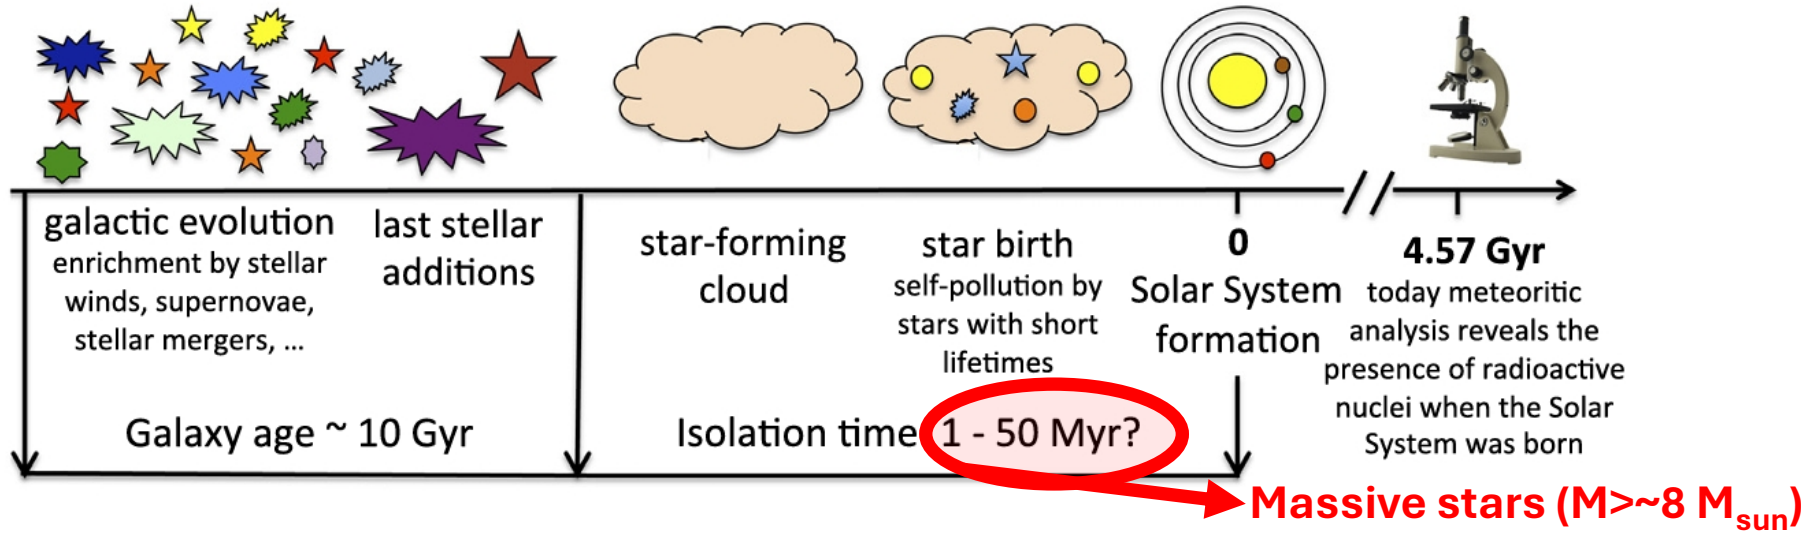 galactic evolution
enrichment by stellar
winds, supernovae,
stellar mergers, ...
last stellar
additions
star-forming
cloud
star birth
self-pollution by
stars with short
lifetimes
0
Solar System
formation
4.57 Gyr
today meteoritic
analysis reveals the
presence of radioactive
nuclei when the Solar
System was born
Galaxy age ~ 10 Gyr
Isolation time 1 - 50 Myr?
Massive stars (M>~8 Msun)